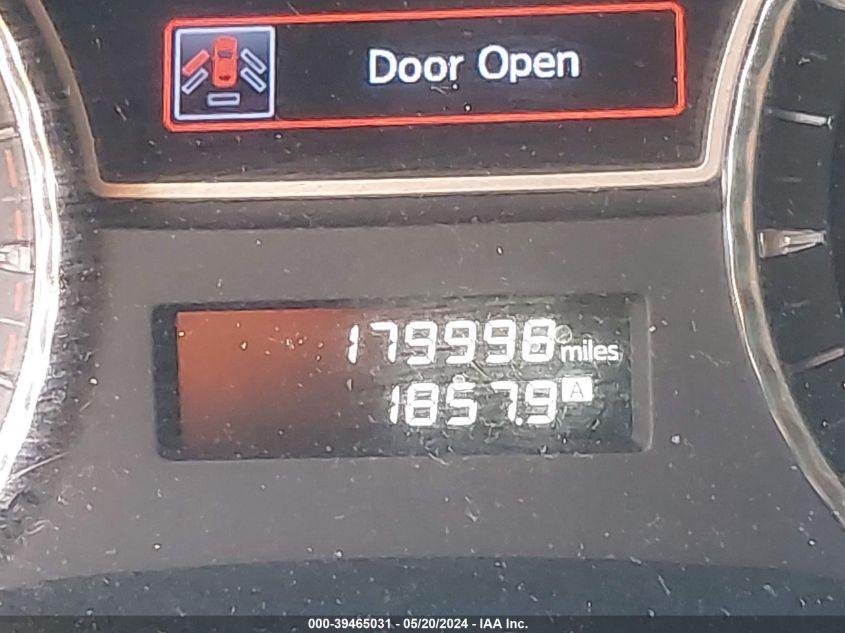 Door Open
179998 miles
1857.9 A
000-39465031 - 05/20/2024 - IAA Inc.